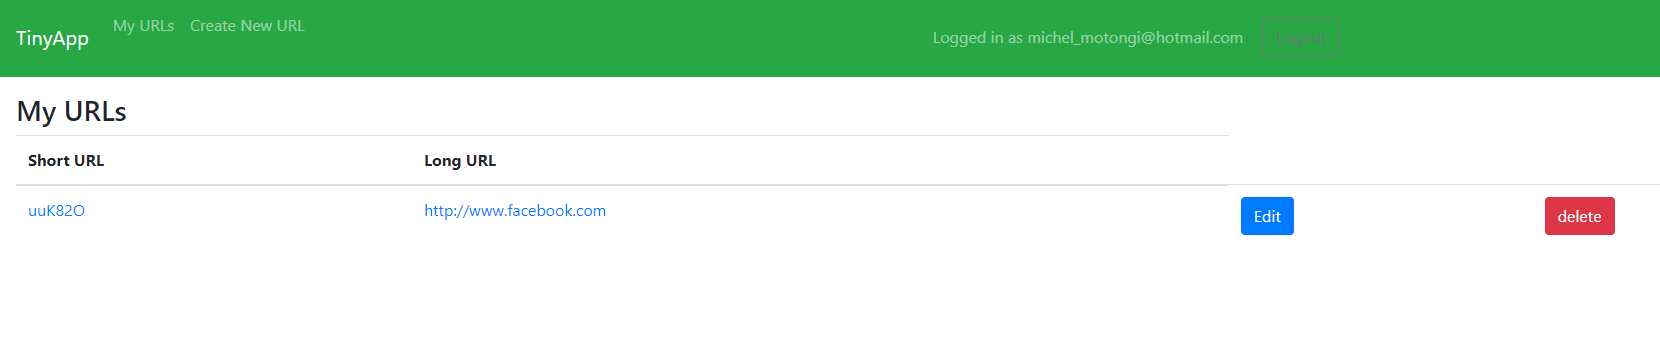 TinyApp My URLs Create New URL Logged in as michel_motongi@hotmail.com Logout
My URLs
Short URL Long URL
uuK82O http://www.facebook.com Edit delete